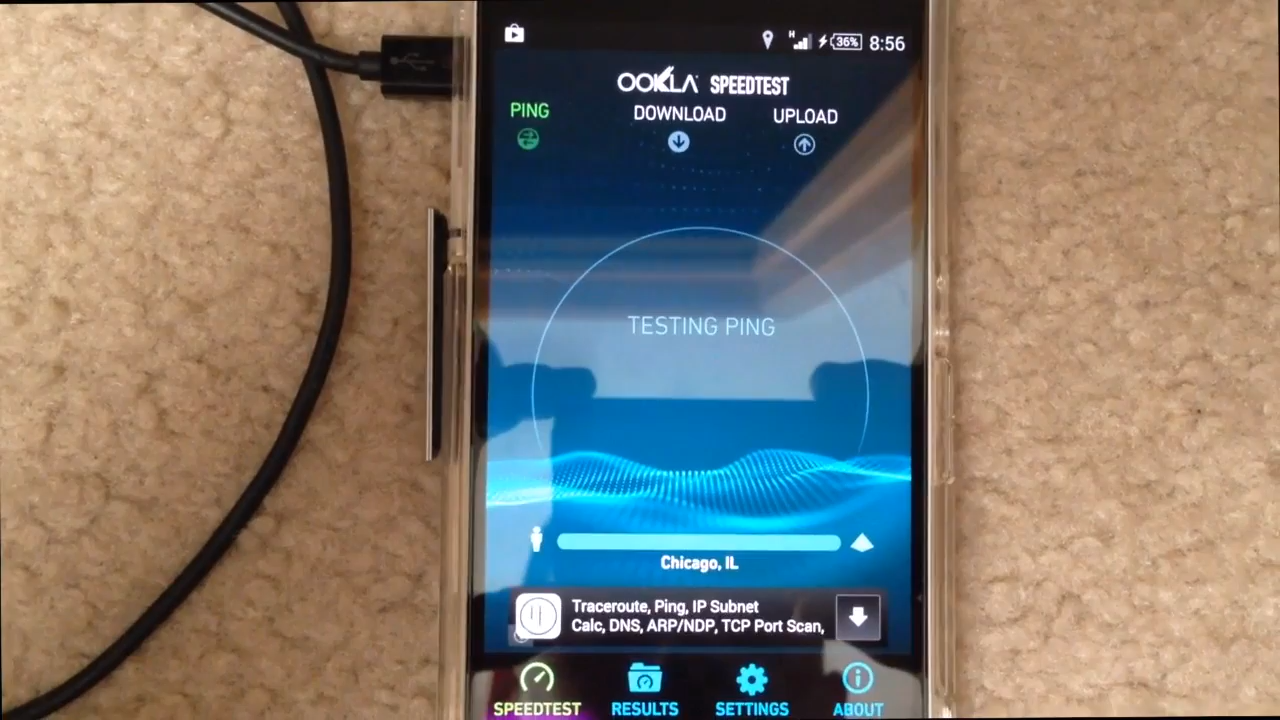 H 36% 8:56
OOKLA SPEEDTEST
PING DOWNLOAD UPLOAD
TESTING PING
Chicago, IL
Traceroute, Ping, IP Subnet
Calc, DNS, ARP/NDP, TCP Port Scan,
SPEEDTEST RESULTS SETTINGS ABOUT